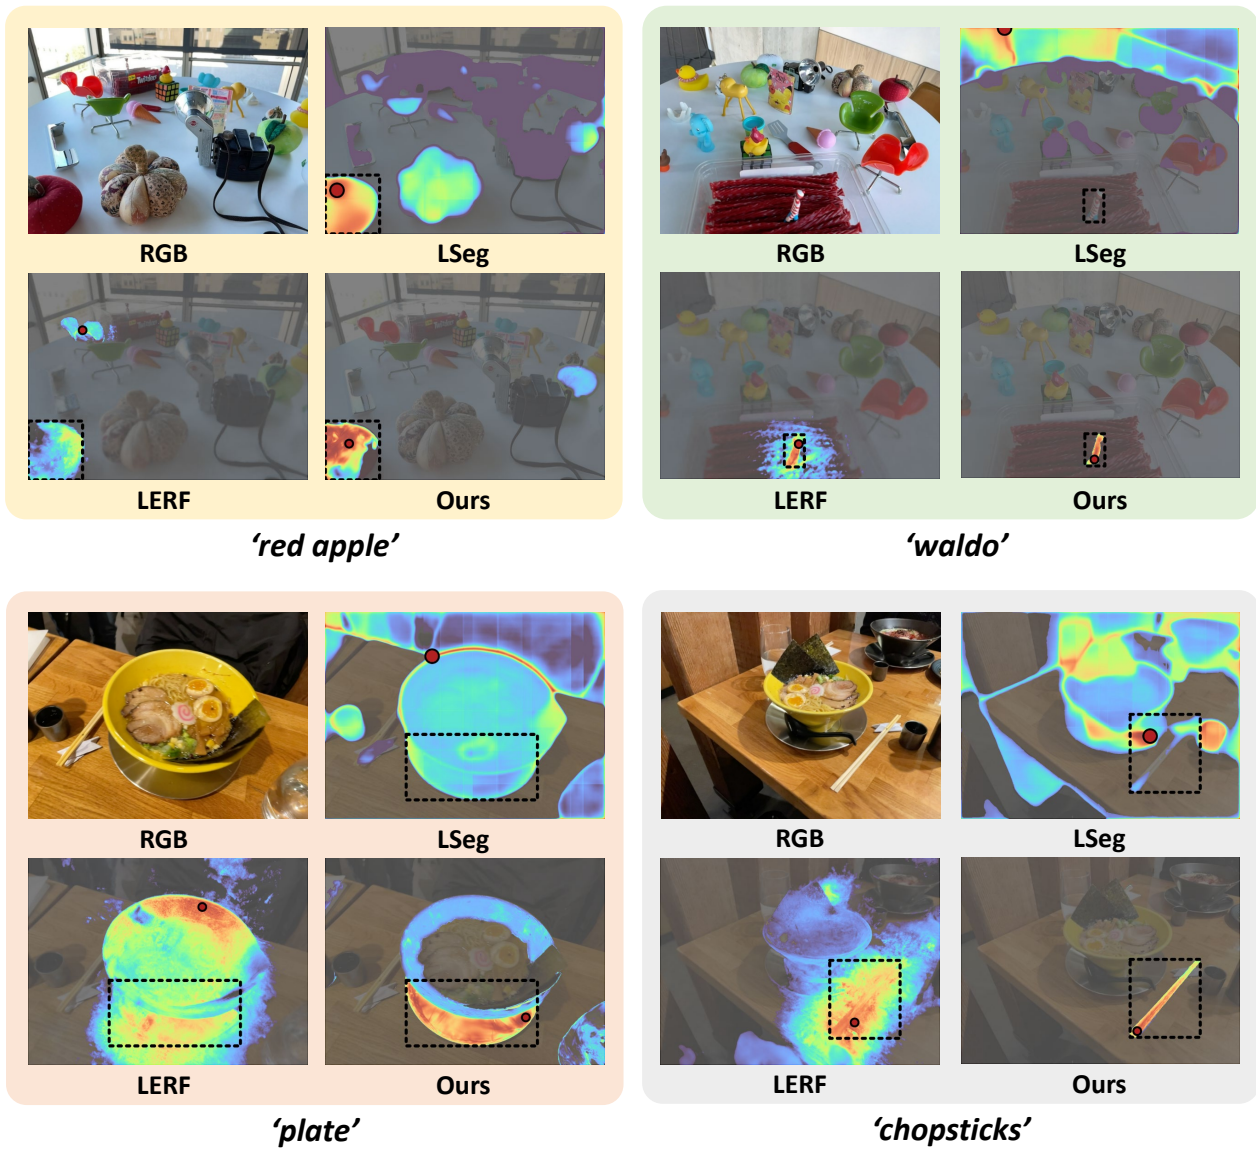 RGB
LSeg
RGB
LSeg
LERF
Ours
LERF
Ours
‘red apple’
‘waldo’
RGB
LSeg
RGB
LSeg
LERF
Ours
LERF
Ours
‘plate’
‘chopsticks’